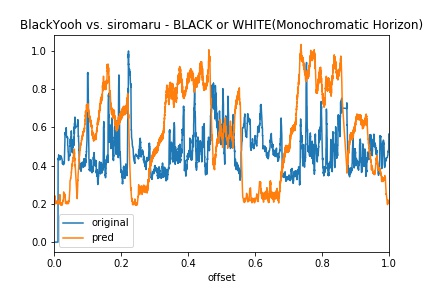 BlackYooh vs. siromaru - BLACK or WHITE(Monochromatic Horizon)
1.0
0.8
0.6
0.4
0.2
0.0
original
pred
0.0 0.2 0.4 0.6 0.8 1.0
offset